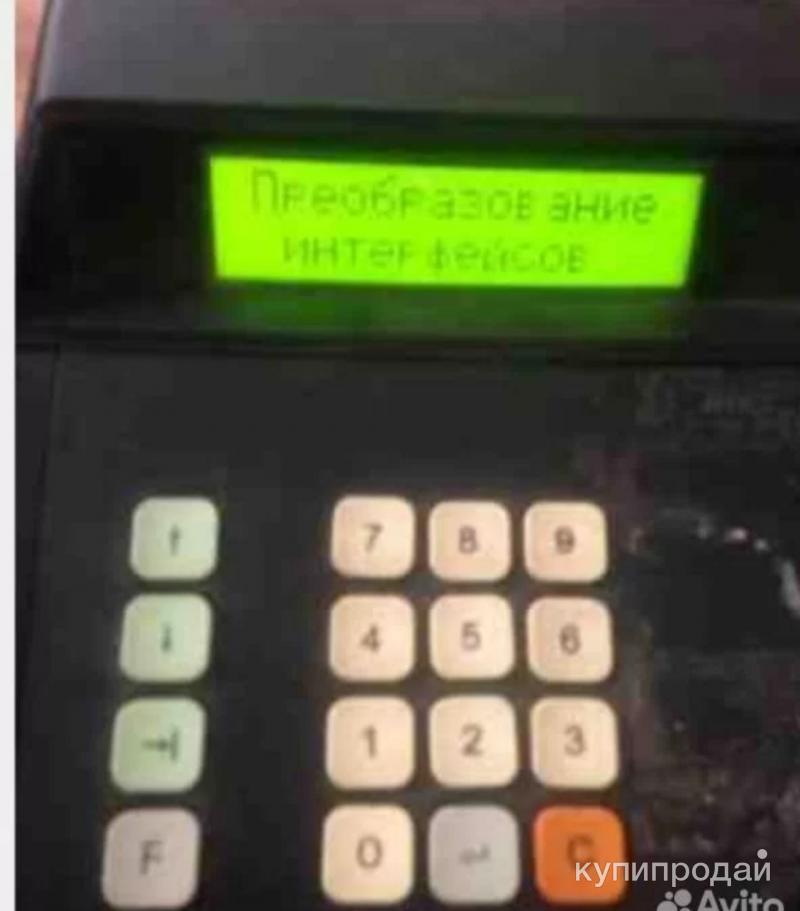 Преобразование
интерфейсов
7 8 9
4 5 6
1 2 3
F 0 C
купипродай
Avito